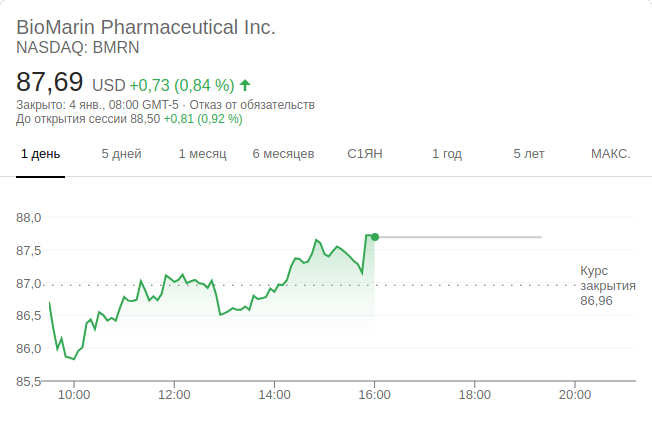 BioMarin Pharmaceutical Inc.
NASDAQ: BMRN
87,69 USD +0,73 (0,84 %)
Закрыто: 4 янв., 08:00 GMT-5 · Отказ от обязательств
До открытия сессии 88,50 +0,81 (0,92 %)
1 день 5 дней 1 месяц 6 месяцев С1ЯН 1 год 5 лет МАКС.
88,0
87,5
Курс
87,0 закрытия
86,96
86,5
86,0
85,5
10:00 12:00 14:00 16:00 18:00 20:00